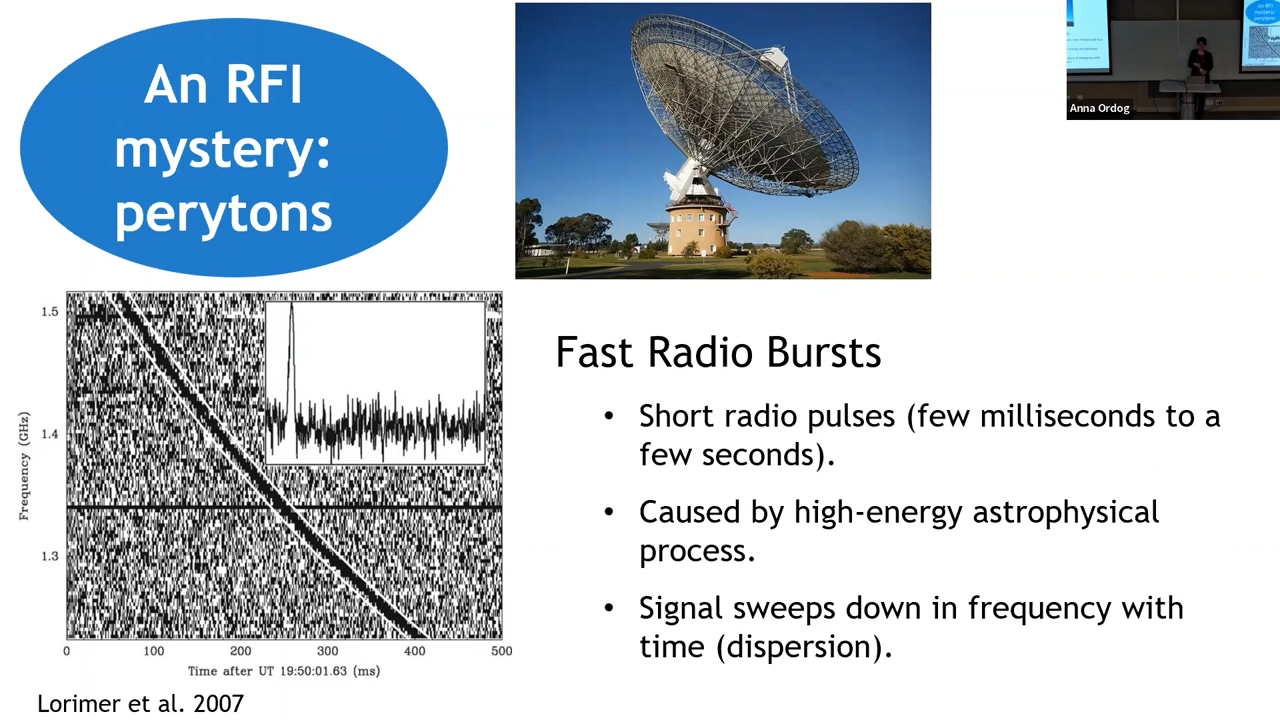 An RFI
mystery:
perytons
Anna Ordog
1.5
1.4
1.3
Frequency (GHz)
0 100 200 300 400 500
Time after UT 19:50:01.63 (ms)
Lorimer et al. 2007
Fast Radio Bursts
• Short radio pulses (few milliseconds to a
few seconds).
• Caused by high-energy astrophysical
process.
• Signal sweeps down in frequency with
time (dispersion).